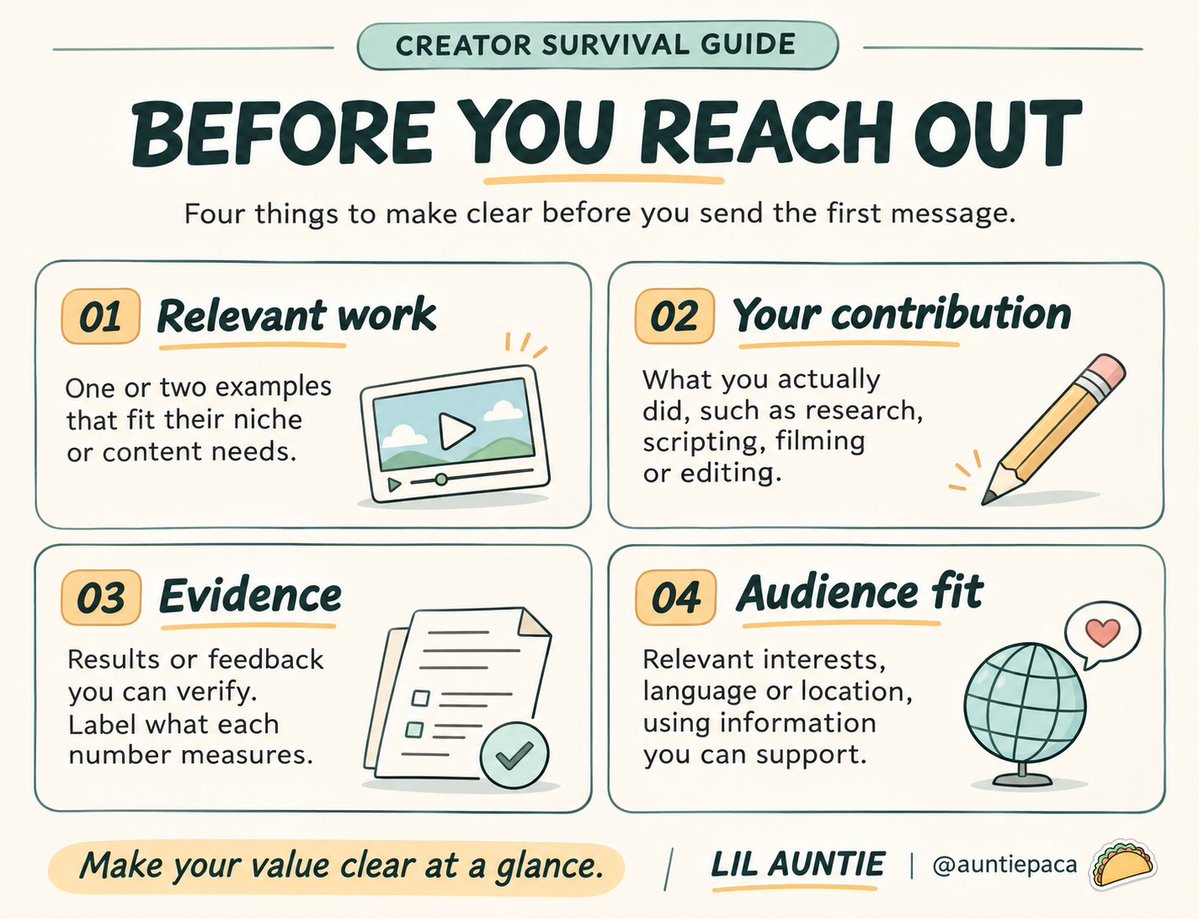 CREATOR SURVIVAL GUIDE
BEFORE YOU REACH OUT
Four things to make clear before you send the first message.
01 Relevant work
One or two examples
that fit their niche
or content needs.
02 Your contribution
What you actually
did, such as research,
scripting, filming
or editing.
03 Evidence
Results or feedback
you can verify.
Label what each
number measures.
04 Audience fit
Relevant interests,
language or location,
using information
you can support.
Make your value clear at a glance. / LIL AUNTIE | @auntiepaca